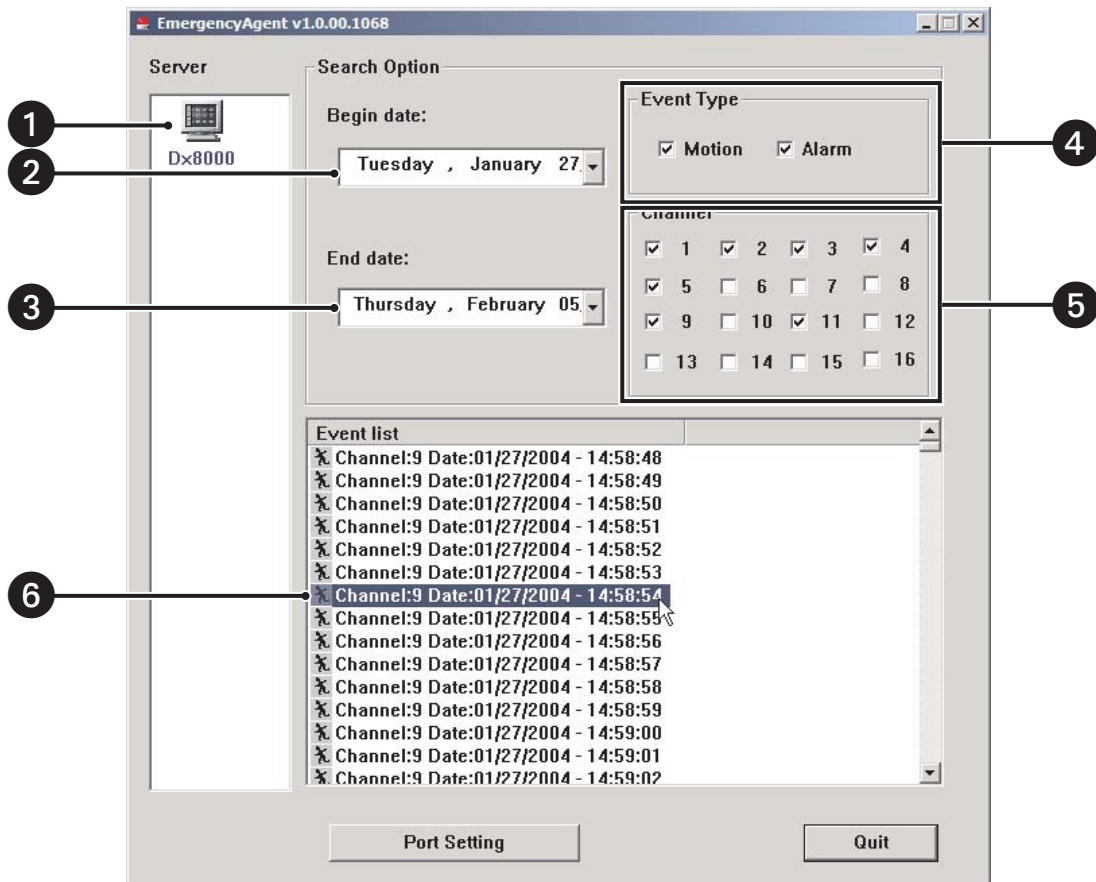 EmergencyAgent v1.0.00.1068
Server
Search Option
1
Dx8000
Begin date:
2
Tuesday , January 27
Event Type
Motion Alarm
4
End date:
3
Thursday , February 05
Channel
1 2 3 4
5 6 7 8
9 10 11 12
13 14 15 16
5
Event list
Channel:9 Date:01/27/2004 - 14:58:48
Channel:9 Date:01/27/2004 - 14:58:49
Channel:9 Date:01/27/2004 - 14:58:50
Channel:9 Date:01/27/2004 - 14:58:51
Channel:9 Date:01/27/2004 - 14:58:52
Channel:9 Date:01/27/2004 - 14:58:53
6
Channel:9 Date:01/27/2004 - 14:58:54
Channel:9 Date:01/27/2004 - 14:58:55
Channel:9 Date:01/27/2004 - 14:58:56
Channel:9 Date:01/27/2004 - 14:58:57
Channel:9 Date:01/27/2004 - 14:58:58
Channel:9 Date:01/27/2004 - 14:58:59
Channel:9 Date:01/27/2004 - 14:59:00
Channel:9 Date:01/27/2004 - 14:59:01
Channel:9 Date:01/27/2004 - 14:59:02
Port Setting
Quit